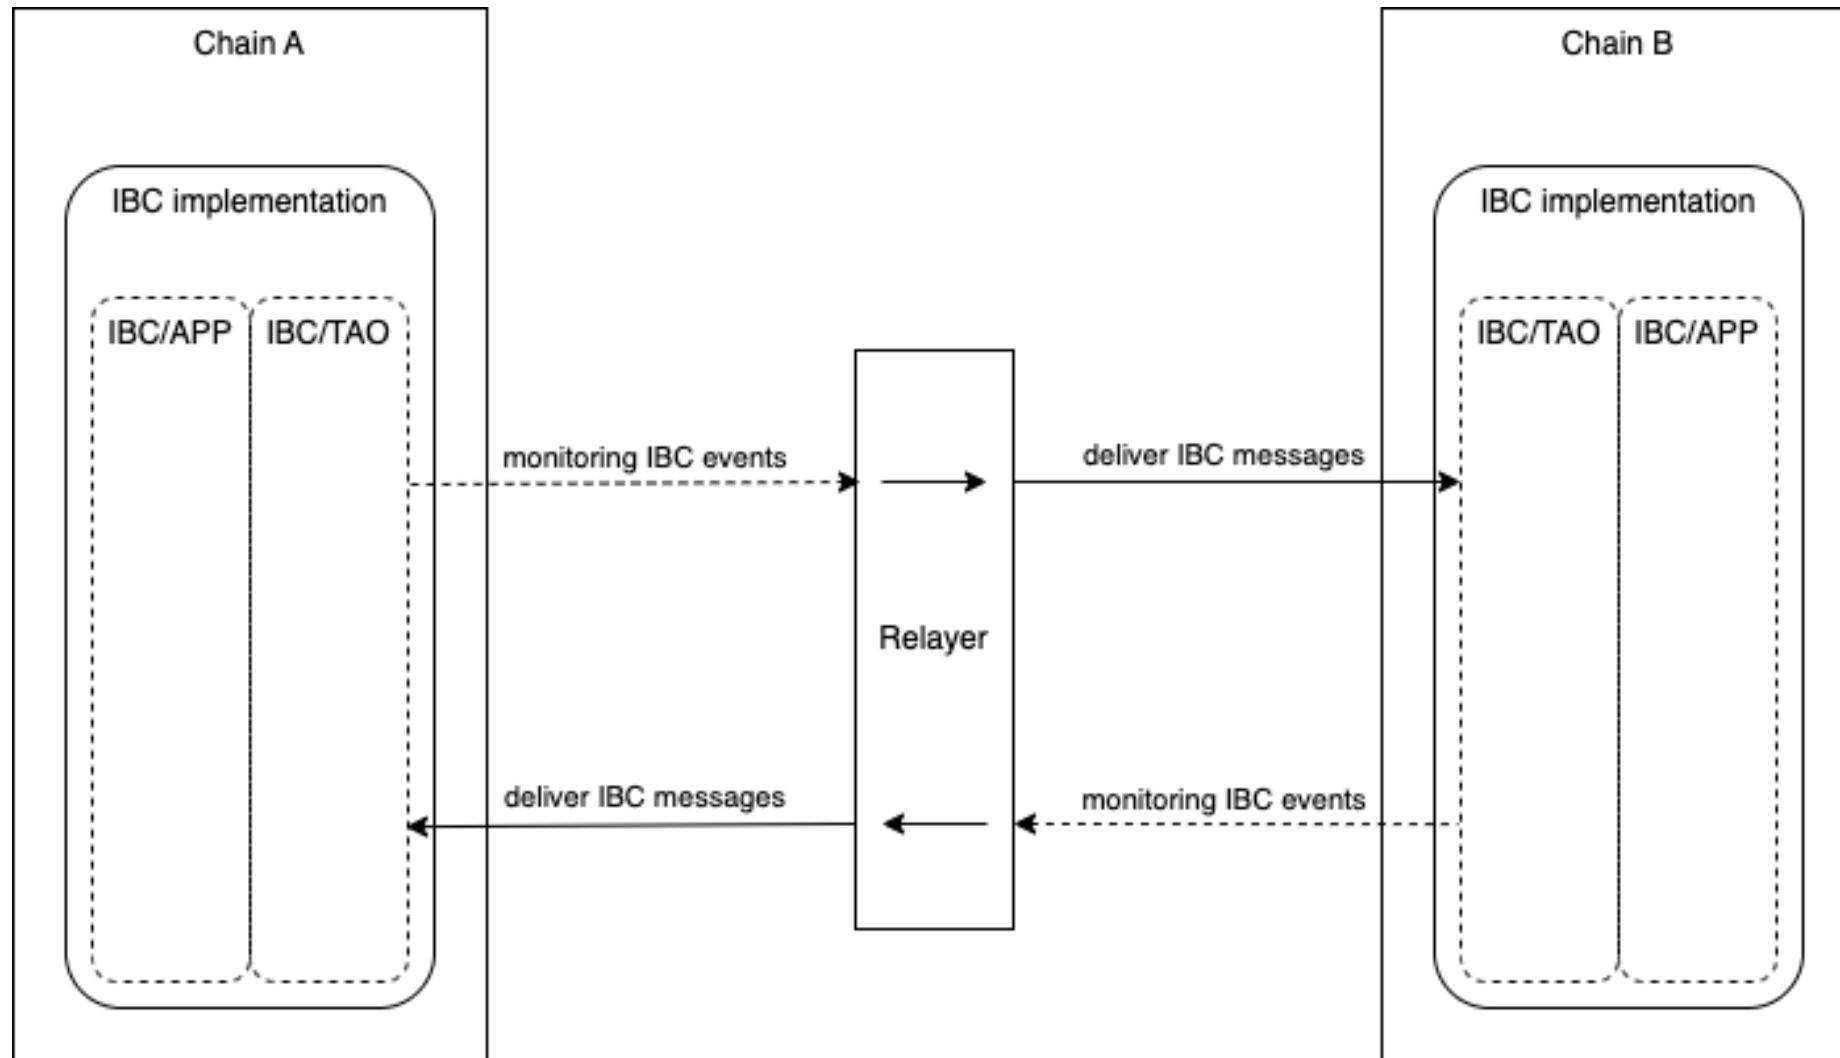 Chain A
Chain B
IBC implementation
IBC implementation
IBC/APP
IBC/TAO
IBC/TAO
IBC/APP
monitoring IBC events
deliver IBC messages
Relayer
deliver IBC messages
monitoring IBC events